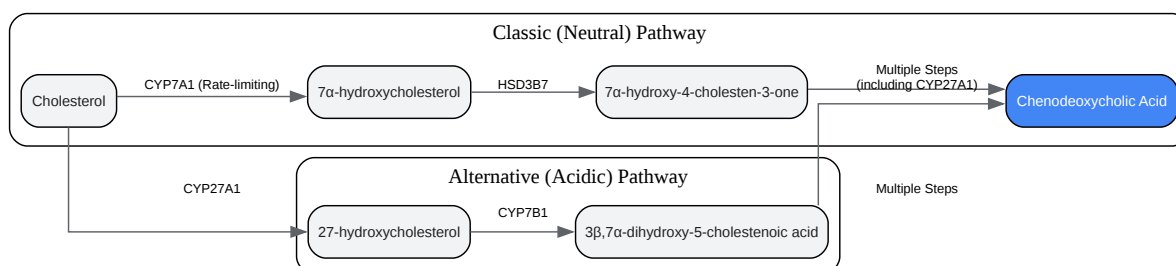 Classic (Neutral) Pathway
Cholesterol
CYP7A1 (Rate-limiting)
7α-hydroxycholesterol
HSD3B7
7α-hydroxy-4-cholesten-3-one
Multiple Steps
(including CYP27A1)
Chenodeoxycholic Acid
Alternative (Acidic) Pathway
CYP27A1
27-hydroxycholesterol
CYP7B1
3β,7α-dihydroxy-5-cholestenoic acid
Multiple Steps